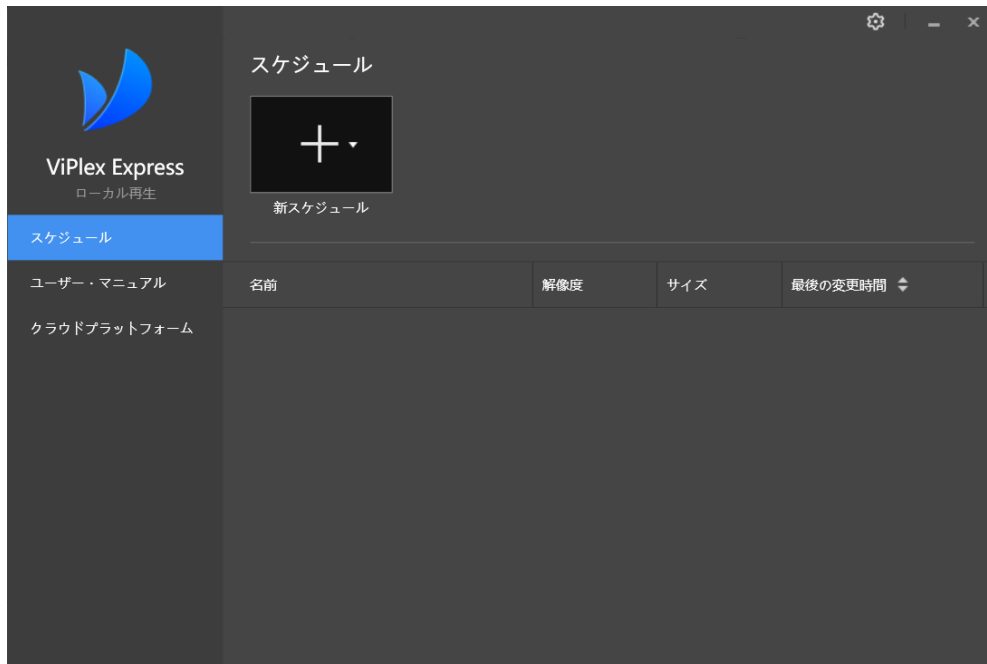 ViPlex Express
ローカル再生
スケジュール
ユーザー・マニュアル
クラウドプラットフォーム
スケジュール
新スケジュール
名前 解像度 サイズ 最後の変更時間